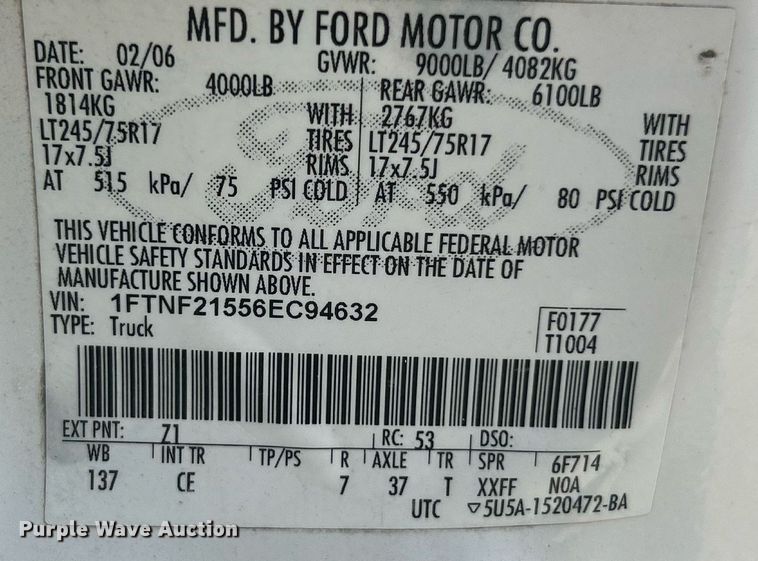 MFD. BY FORD MOTOR CO.
DATE: 02/06 GVWR: 9000LB/ 4082KG
FRONT GAWR: 4000LB REAR GAWR: 6100LB
1814KG WITH 2767KG WITH
LT245/75R17 TIRES LT245/75R17 TIRES
17x7.5J RIMS 17x7.5J RIMS
AT 515 kPa/ 75 PSI COLD AT 550 kPa/ 80 PSI COLD
Ford
THIS VEHICLE CONFORMS TO ALL APPLICABLE FEDERAL MOTOR
VEHICLE SAFETY STANDARDS IN EFFECT ON THE DATE OF
MANUFACTURE SHOWN ABOVE.
VIN: 1FTNF21556EC94632
TYPE: Truck
F0177
T1004
EXT PNT: Z1 RC: 53 DSO:
WB INT TR TP/PS R AXLE TR SPR 6F714
137 CE 7 37 T XXFF N0A
UTC ▽5U5A-1520472-BA
Purple Wave Auction